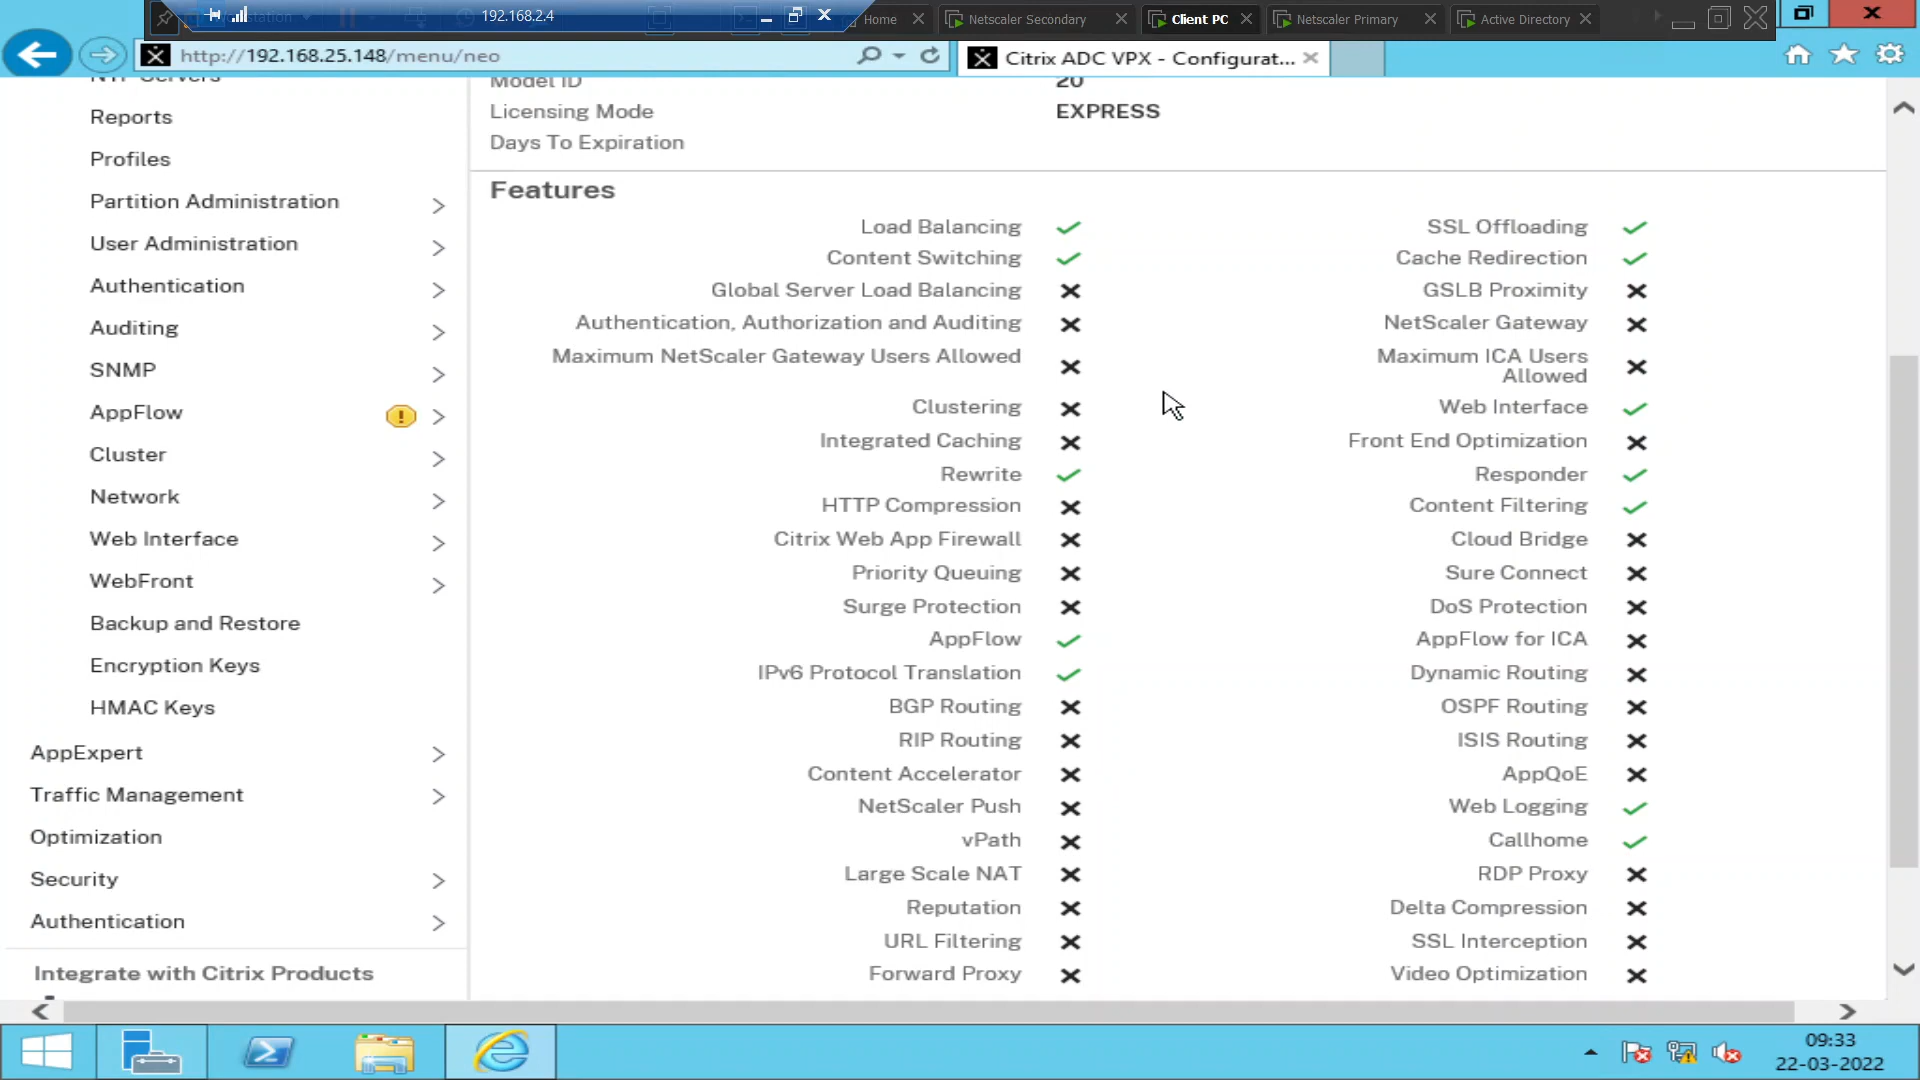 192.168.2.4
Home
Netscaler Secondary
Client PC
Netscaler Primary
Active Directory
http://192.168.25.148/menu/neo
Citrix ADC VPX - Configurat...
NTP Servers
Reports
Profiles
Partition Administration
User Administration
Authentication
Auditing
SNMP
AppFlow
Cluster
Network
Web Interface
WebFront
Backup and Restore
Encryption Keys
HMAC Keys
AppExpert
Traffic Management
Optimization
Security
Authentication
Integrate with Citrix Products
Model ID 20
Licensing Mode EXPRESS
Days To Expiration
Features
Load Balancing SSL Offloading
Content Switching Cache Redirection
Global Server Load Balancing GSLB Proximity
Authentication, Authorization and Auditing NetScaler Gateway
Maximum NetScaler Gateway Users Allowed Maximum ICA Users
Allowed
Clustering Web Interface
Integrated Caching Front End Optimization
Rewrite Responder
HTTP Compression Content Filtering
Citrix Web App Firewall Cloud Bridge
Priority Queuing Sure Connect
Surge Protection DoS Protection
AppFlow AppFlow for ICA
IPv6 Protocol Translation Dynamic Routing
BGP Routing OSPF Routing
RIP Routing ISIS Routing
Content Accelerator AppQoE
NetScaler Push Web Logging
vPath Callhome
Large Scale NAT RDP Proxy
Reputation Delta Compression
URL Filtering SSL Interception
Forward Proxy Video Optimization
09:33
22-03-2022